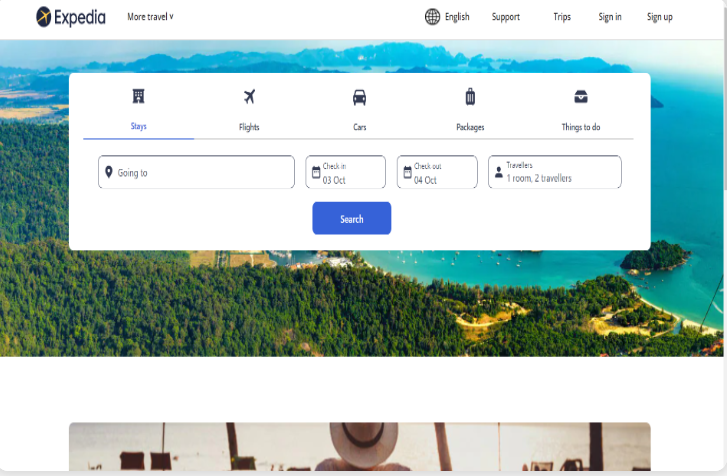 Expedia
More travel v
English
Support
Trips
Sign in
Sign up
Stays
Flights
Cars
Packages
Things to do
Going to
Check in
03 Oct
Check out
04 Oct
Travellers
1 room, 2 travellers
Search